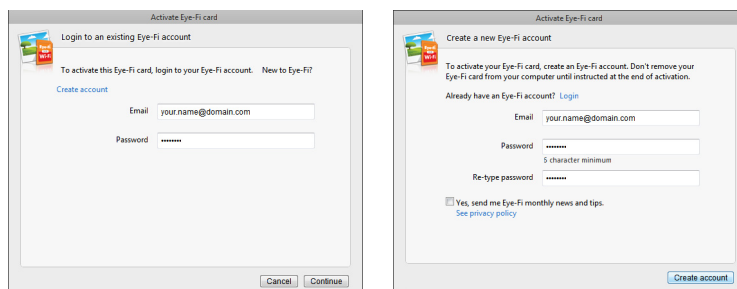 Activate Eye-Fi card
Login to an existing Eye-Fi account
To activate this Eye-Fi card, login to your Eye-Fi account. New to Eye-Fi?
Create account
Email your.name@domain.com
Password ••••••••
Cancel Continue
Activate Eye-Fi card
Create a new Eye-Fi account
To activate your Eye-Fi card, create an Eye-Fi account. Don't remove your
Eye-Fi card from your computer until instructed at the end of activation.
Already have an Eye-Fi account? Login
Email your.name@domain.com
Password ••••••••
5 character minimum
Re-type password ••••••••
Yes, send me Eye-Fi monthly news and tips.
See privacy policy
Create account